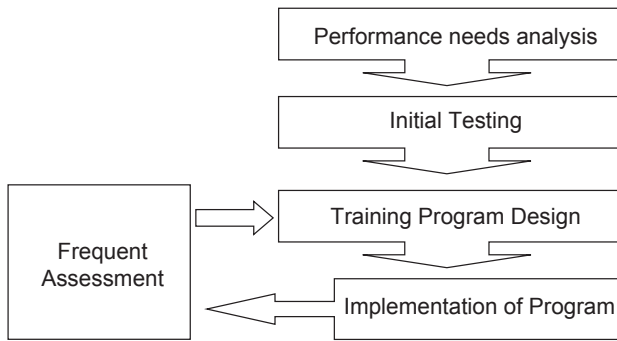 Performance needs analysis
Initial Testing
Training Program Design
Frequent
Assessment
Implementation of Program